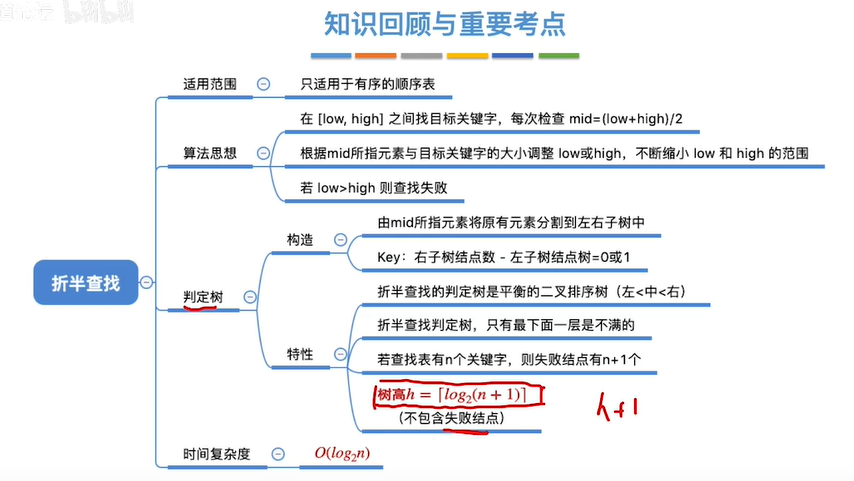 bilibili
知识回顾与重要考点
适用范围
只适用于有序的顺序表
在 [low, high] 之间找目标关键字，每次检查 mid=(low+high)/2
算法思想
根据mid所指元素与目标关键字的大小调整 low或high，不断缩小 low 和 high 的范围
若 low>high 则查找失败
由mid所指元素将原有元素分割到左右子树中
构造
Key：右子树结点数 - 左子树结点树=0或1
折半查找
判定树
折半查找的判定树是平衡的二叉排序树（左<中<右）
折半查找判定树，只有最下面一层是不满的
特性
若查找表有n个关键字，则失败结点有n+1个
树高h = ⌈log₂(n + 1)⌉
（不包含失败结点）
h+1
时间复杂度
O(log₂n)